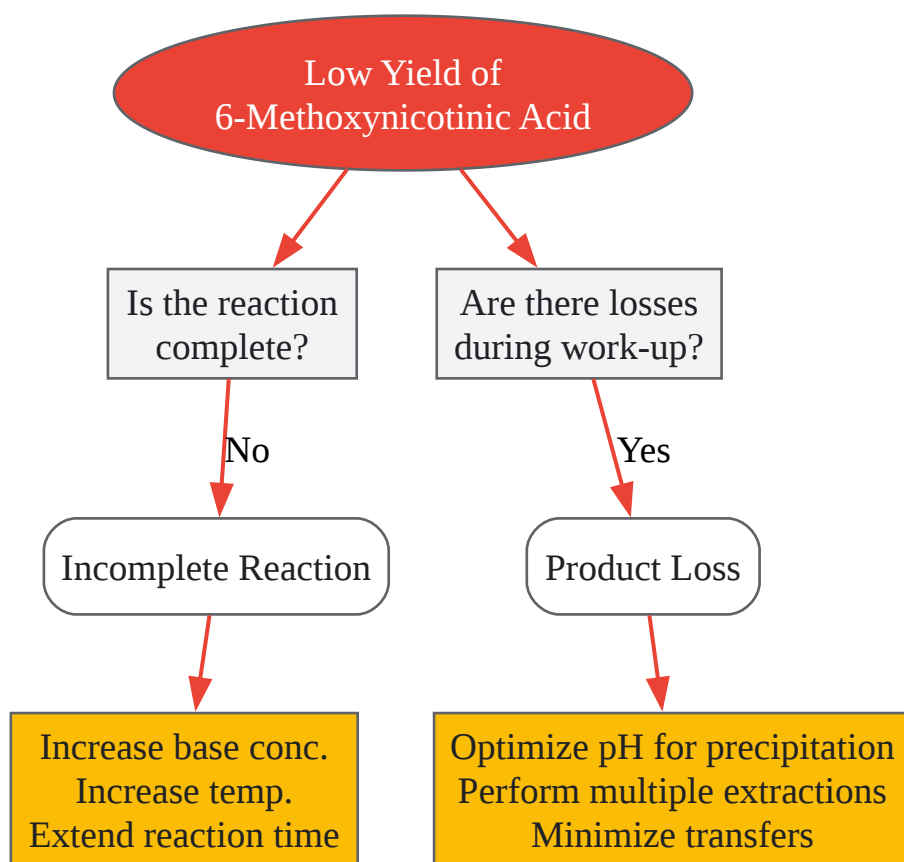 Low Yield of
6-Methoxynicotinic Acid
Is the reaction
complete?
Are there losses
during work-up?
No
Yes
Incomplete Reaction
Product Loss
Increase base conc.
Increase temp.
Extend reaction time
Optimize pH for precipitation
Perform multiple extractions
Minimize transfers